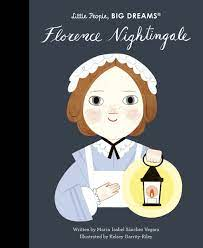 Little People, BIG DREAMS®
Florence Nightingale
Written by Maria Isabel Sánchez Vegara
Illustrated by Kelsey Garrity-Riley